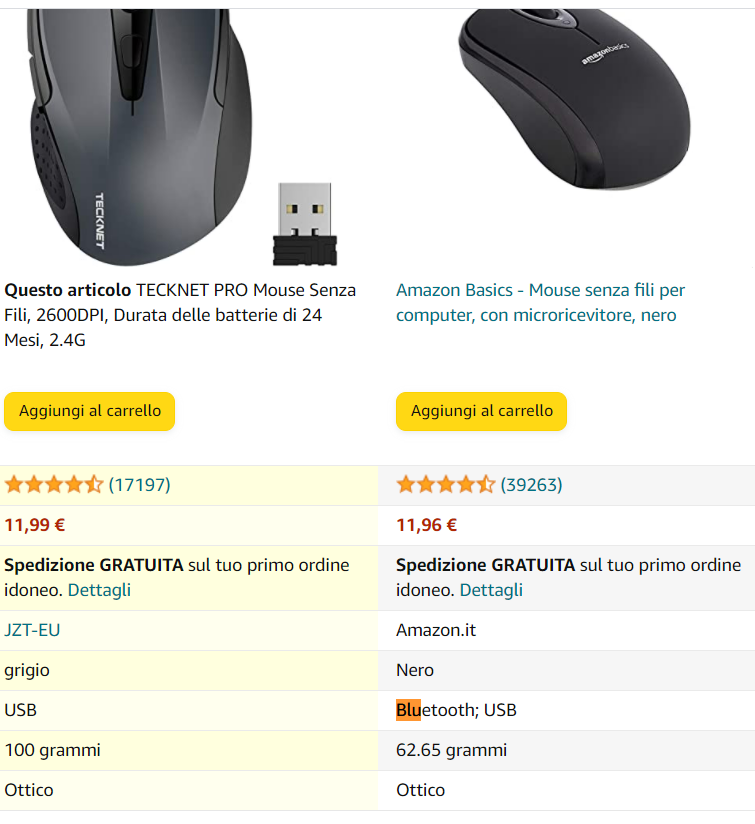 amazonbasics
TECKNET
Questo articolo TECKNET PRO Mouse Senza
Fili, 2600DPI, Durata delle batterie di 24
Mesi, 2.4G
Amazon Basics - Mouse senza fili per
computer, con microricevitore, nero
Aggiungi al carrello
Aggiungi al carrello
(17197)
(39263)
11,99 €
11,96 €
Spedizione GRATUITA sul tuo primo ordine
idoneo. Dettagli
Spedizione GRATUITA sul tuo primo ordine
idoneo. Dettagli
JZT-EU
Amazon.it
grigio
Nero
USB
Bluetooth; USB
100 grammi
62.65 grammi
Ottico
Ottico